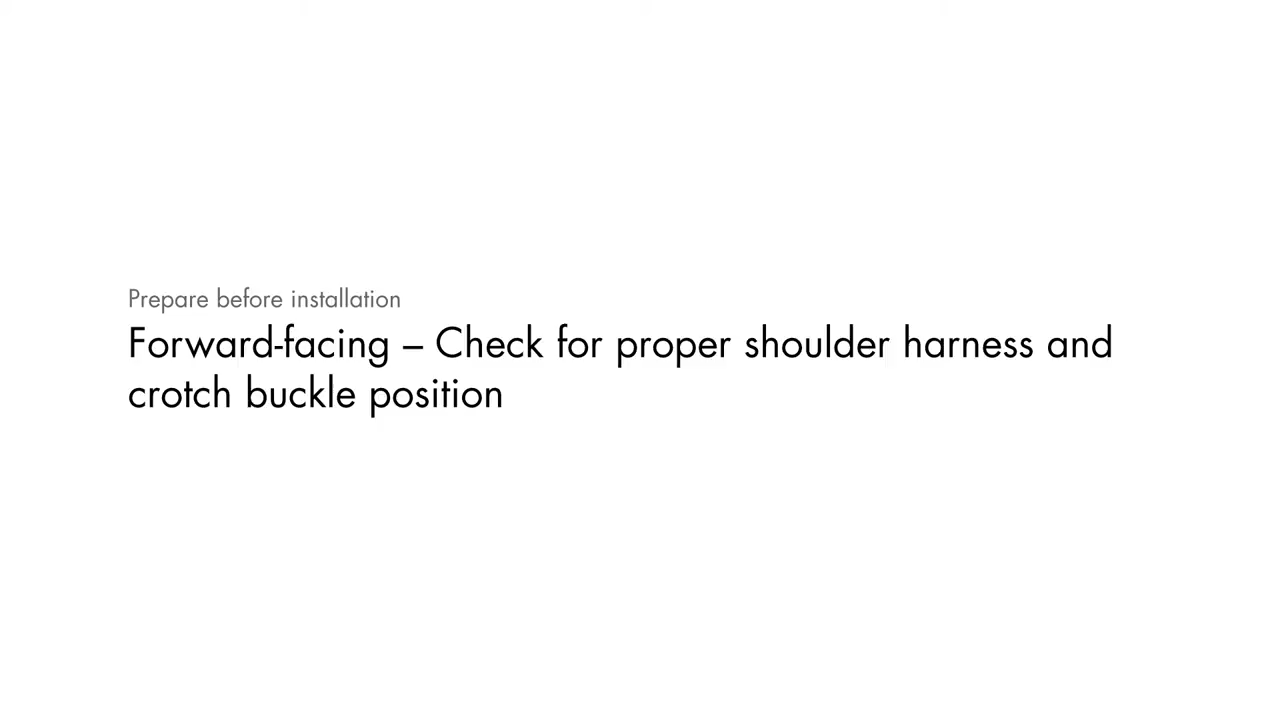 Prepare before installation
Forward-facing – Check for proper shoulder harness and
crotch buckle position